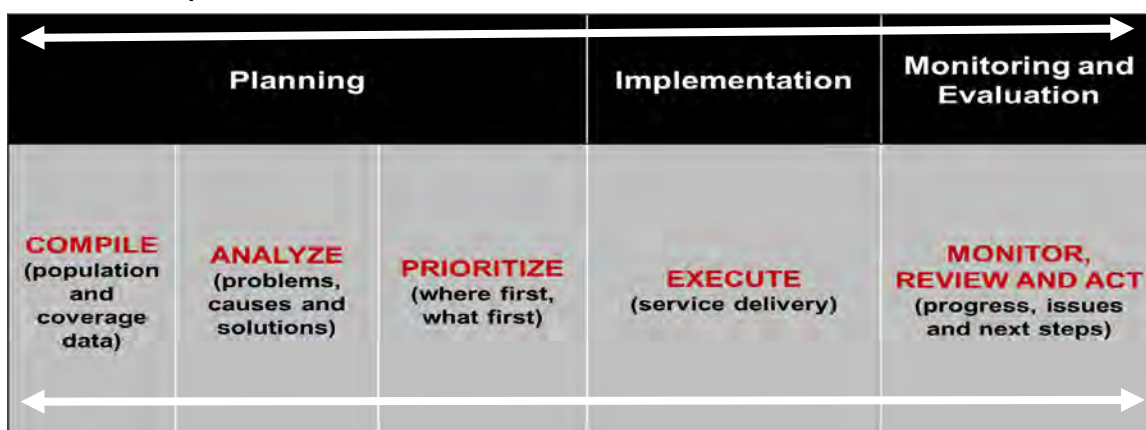 Planning
Implementation
Monitoring and
Evaluation
COMPILE
(population
and
coverage
data)
ANALYZE
(problems,
causes and
solutions)
PRIORITIZE
(where first,
what first)
EXECUTE
(service delivery)
MONITOR,
REVIEW AND ACT
(progress, issues
and next steps)